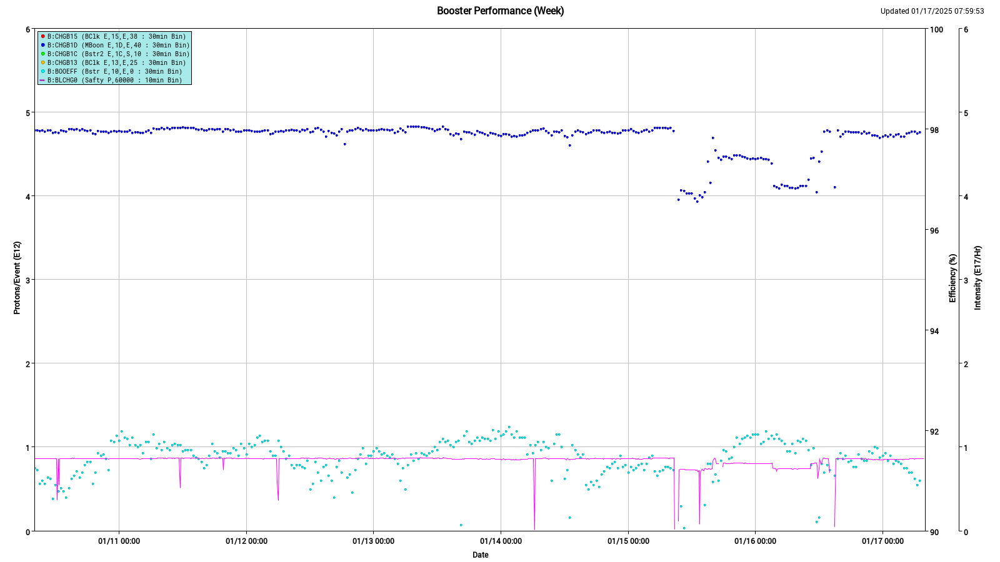 Booster Performance (Week)
Updated 01/17/2025 07:59:53
B:CHGB15 (BClk E,15,E,38 : 30min Bin)
B:CHGB1D (MBoon E,1D,E,40 : 30min Bin)
B:CHGB1C (Bstr2 E,1C,S,10 : 30min Bin)
B:CHGB13 (BClk E,13,E,25 : 30min Bin)
B:BOOEFF (Bstr E,10,E,0 : 30min Bin)
B:BLCHG0 (Safty P,60000 : 10min Bin)
6
5
4
3
2
1
0
Protons/Event (E12)
100
98
96
94
92
90
Efficiency (%)
6
5
4
3
2
1
0
Intensity (E17/Hr)
01/11 00:00
01/12 00:00
01/13 00:00
01/14 00:00
01/15 00:00
01/16 00:00
01/17 00:00
Date